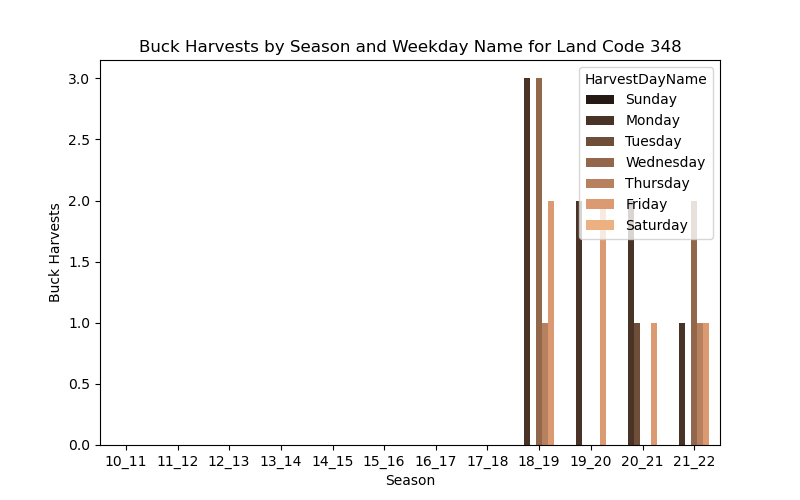 Buck Harvests by Season and Weekday Name for Land Code 348
HarvestDayName
Sunday
Monday
Tuesday
Wednesday
Thursday
Friday
Saturday
Buck Harvests
3.0
2.5
2.0
1.5
1.0
0.5
0.0
10_11 11_12 12_13 13_14 14_15 15_16 16_17 17_18 18_19 19_20 20_21 21_22
Season